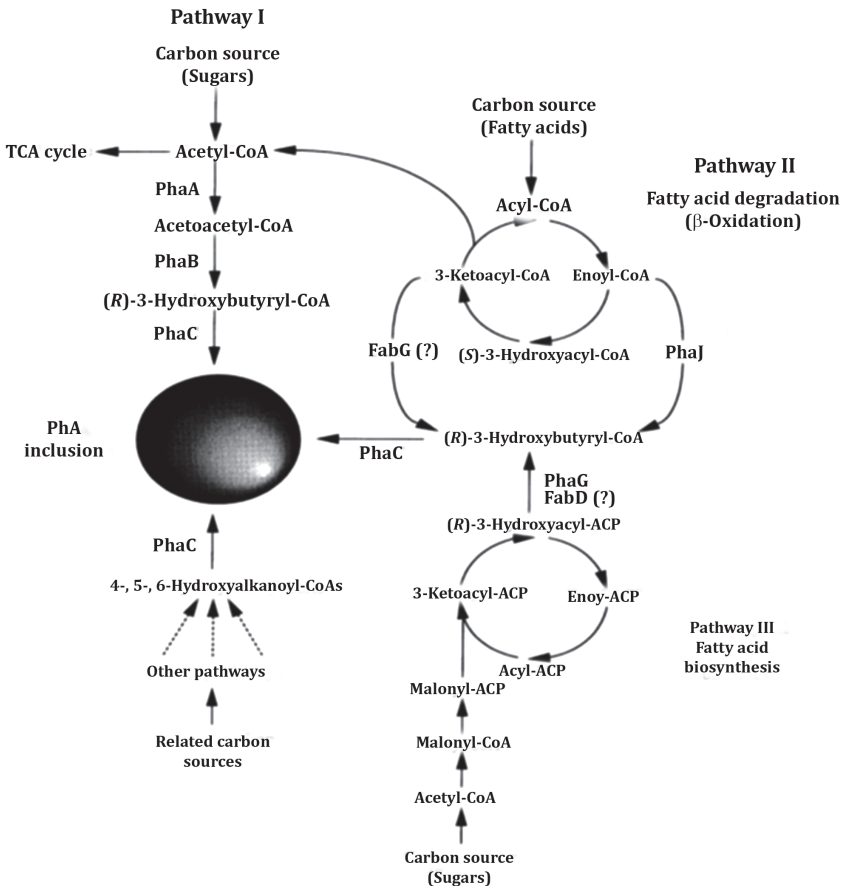 Pathway I
Carbon source
(Sugars)
TCA cycle
Acetyl-CoA
PhaA
Acetoacetyl-CoA
PhaB
(R)-3-Hydroxybutyryl-CoA
PhaC
PhA
inclusion
PhaC
4-, 5-, 6-Hydroxyalkanoyl-CoAs
Other pathways
Related carbon
sources
Carbon source
(Fatty acids)
Pathway II
Fatty acid degradation
(β-Oxidation)
Acyl-CoA
3-Ketoacyl-CoA
Enoyl-CoA
FabG (?)
(S)-3-Hydroxyacyl-CoA
PhaJ
(R)-3-Hydroxybutyryl-CoA
PhaC
PhaG
FabD (?)
(R)-3-Hydroxyacyl-ACP
3-Ketoacyl-ACP
Enoy-ACP
Acyl-ACP
Pathway III
Fatty acid
biosynthesis
Malonyl-ACP
Malonyl-CoA
Acetyl-CoA
Carbon source
(Sugars)